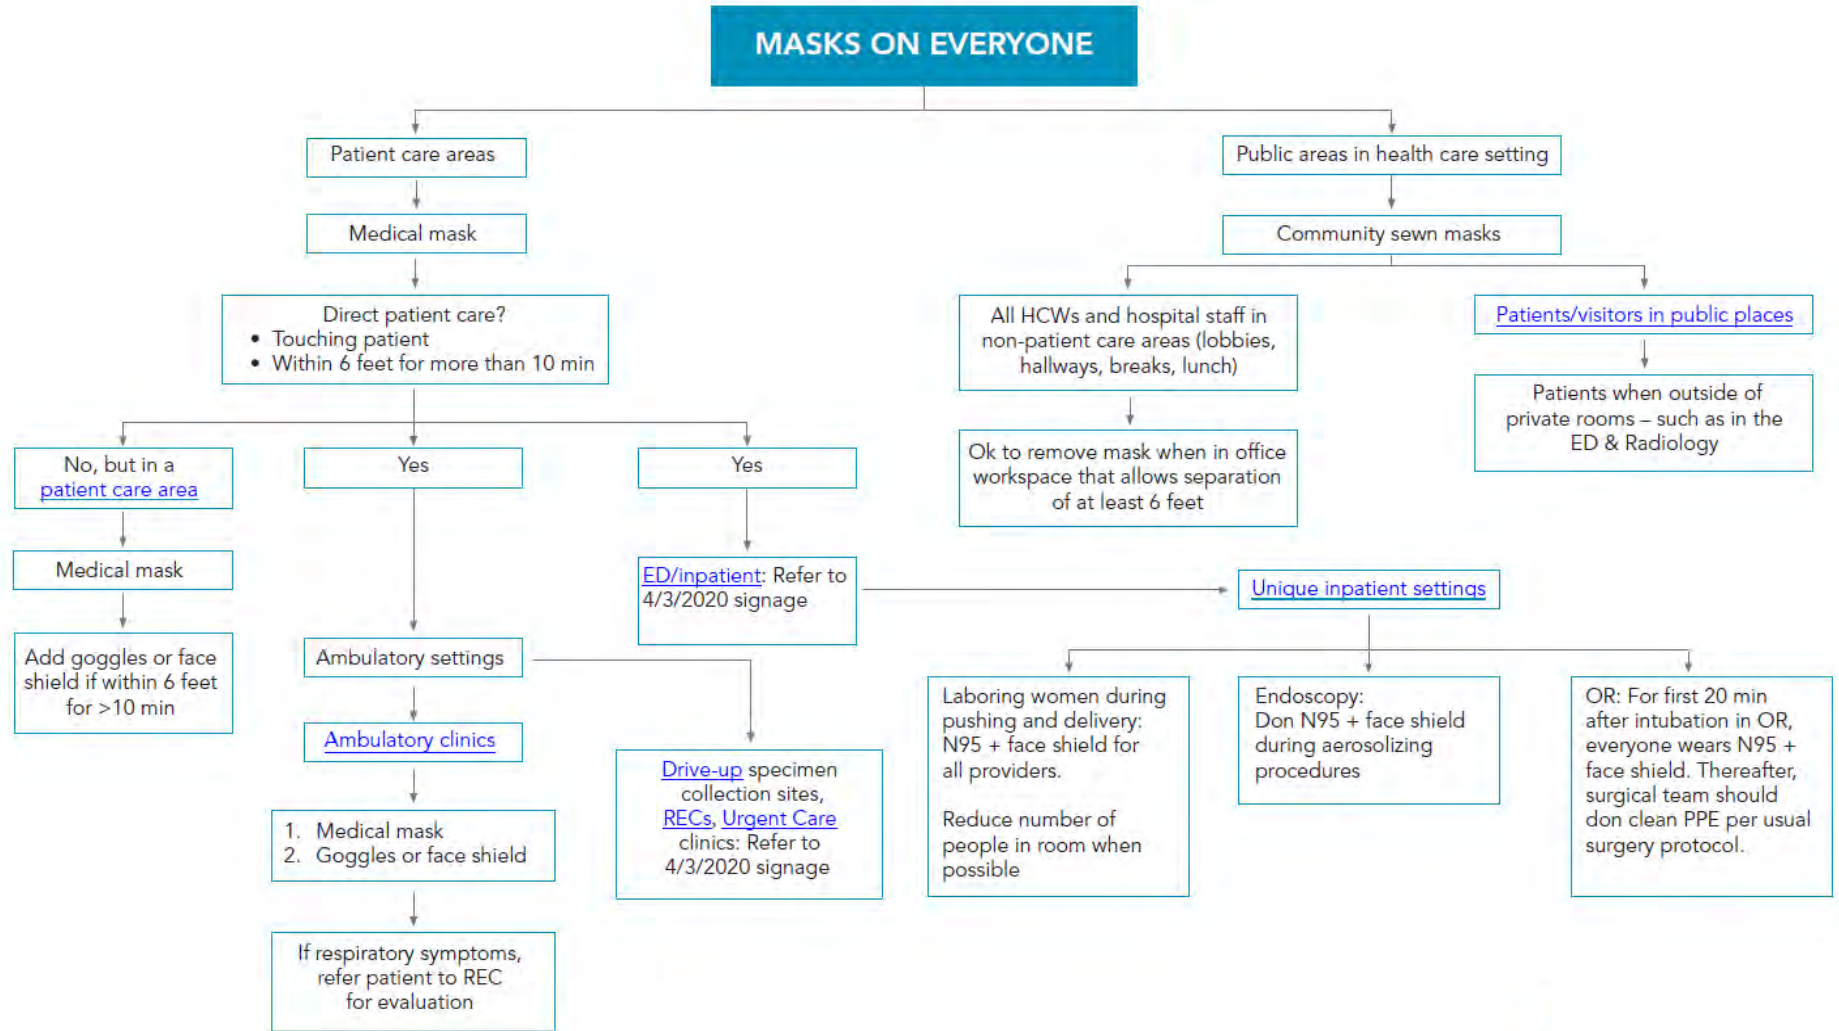 MASKS ON EVERYONE
Patient care areas
Medical mask
Direct patient care?
• Touching patient
• Within 6 feet for more than 10 min
No, but in a
patient care area
Medical mask
Add goggles or face
shield if within 6 feet
for >10 min
Yes
Ambulatory settings
Ambulatory clinics
1. Medical mask
2. Goggles or face shield
If respiratory symptoms,
refer patient to REC
for evaluation
Drive-up specimen
collection sites,
RECs, Urgent Care
clinics: Refer to
4/3/2020 signage
Yes
ED/inpatient: Refer to
4/3/2020 signage
Unique inpatient settings
Laboring women during
pushing and delivery:
N95 + face shield for
all providers.
Reduce number of
people in room when
possible
Endoscopy:
Don N95 + face shield
during aerosolizing
procedures
OR: For first 20 min
after intubation in OR,
everyone wears N95 +
face shield. Thereafter,
surgical team should
don clean PPE per usual
surgery protocol.
Public areas in health care setting
Community sewn masks
All HCWs and hospital staff in
non-patient care areas (lobbies,
hallways, breaks, lunch)
Ok to remove mask when in office
workspace that allows separation
of at least 6 feet
Patients/visitors in public places
Patients when outside of
private rooms – such as in the
ED & Radiology